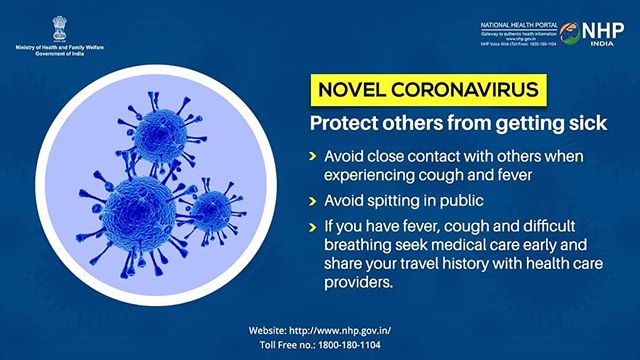 Ministry of Health and Family Welfare
Government of India
NATIONAL HEALTH PORTAL
Gateway to authentic health information
www.nhp.gov.in
NHP Voice Web (Toll Free): 1800-180-1104
NHP
INDIA
NOVEL CORONAVIRUS
Protect others from getting sick
Avoid close contact with others when
experiencing cough and fever
Avoid spitting in public
If you have fever, cough and difficult
breathing seek medical care early and
share your travel history with health care
providers.
Website: http://www.nhp.gov.in/
Toll Free no.: 1800-180-1104